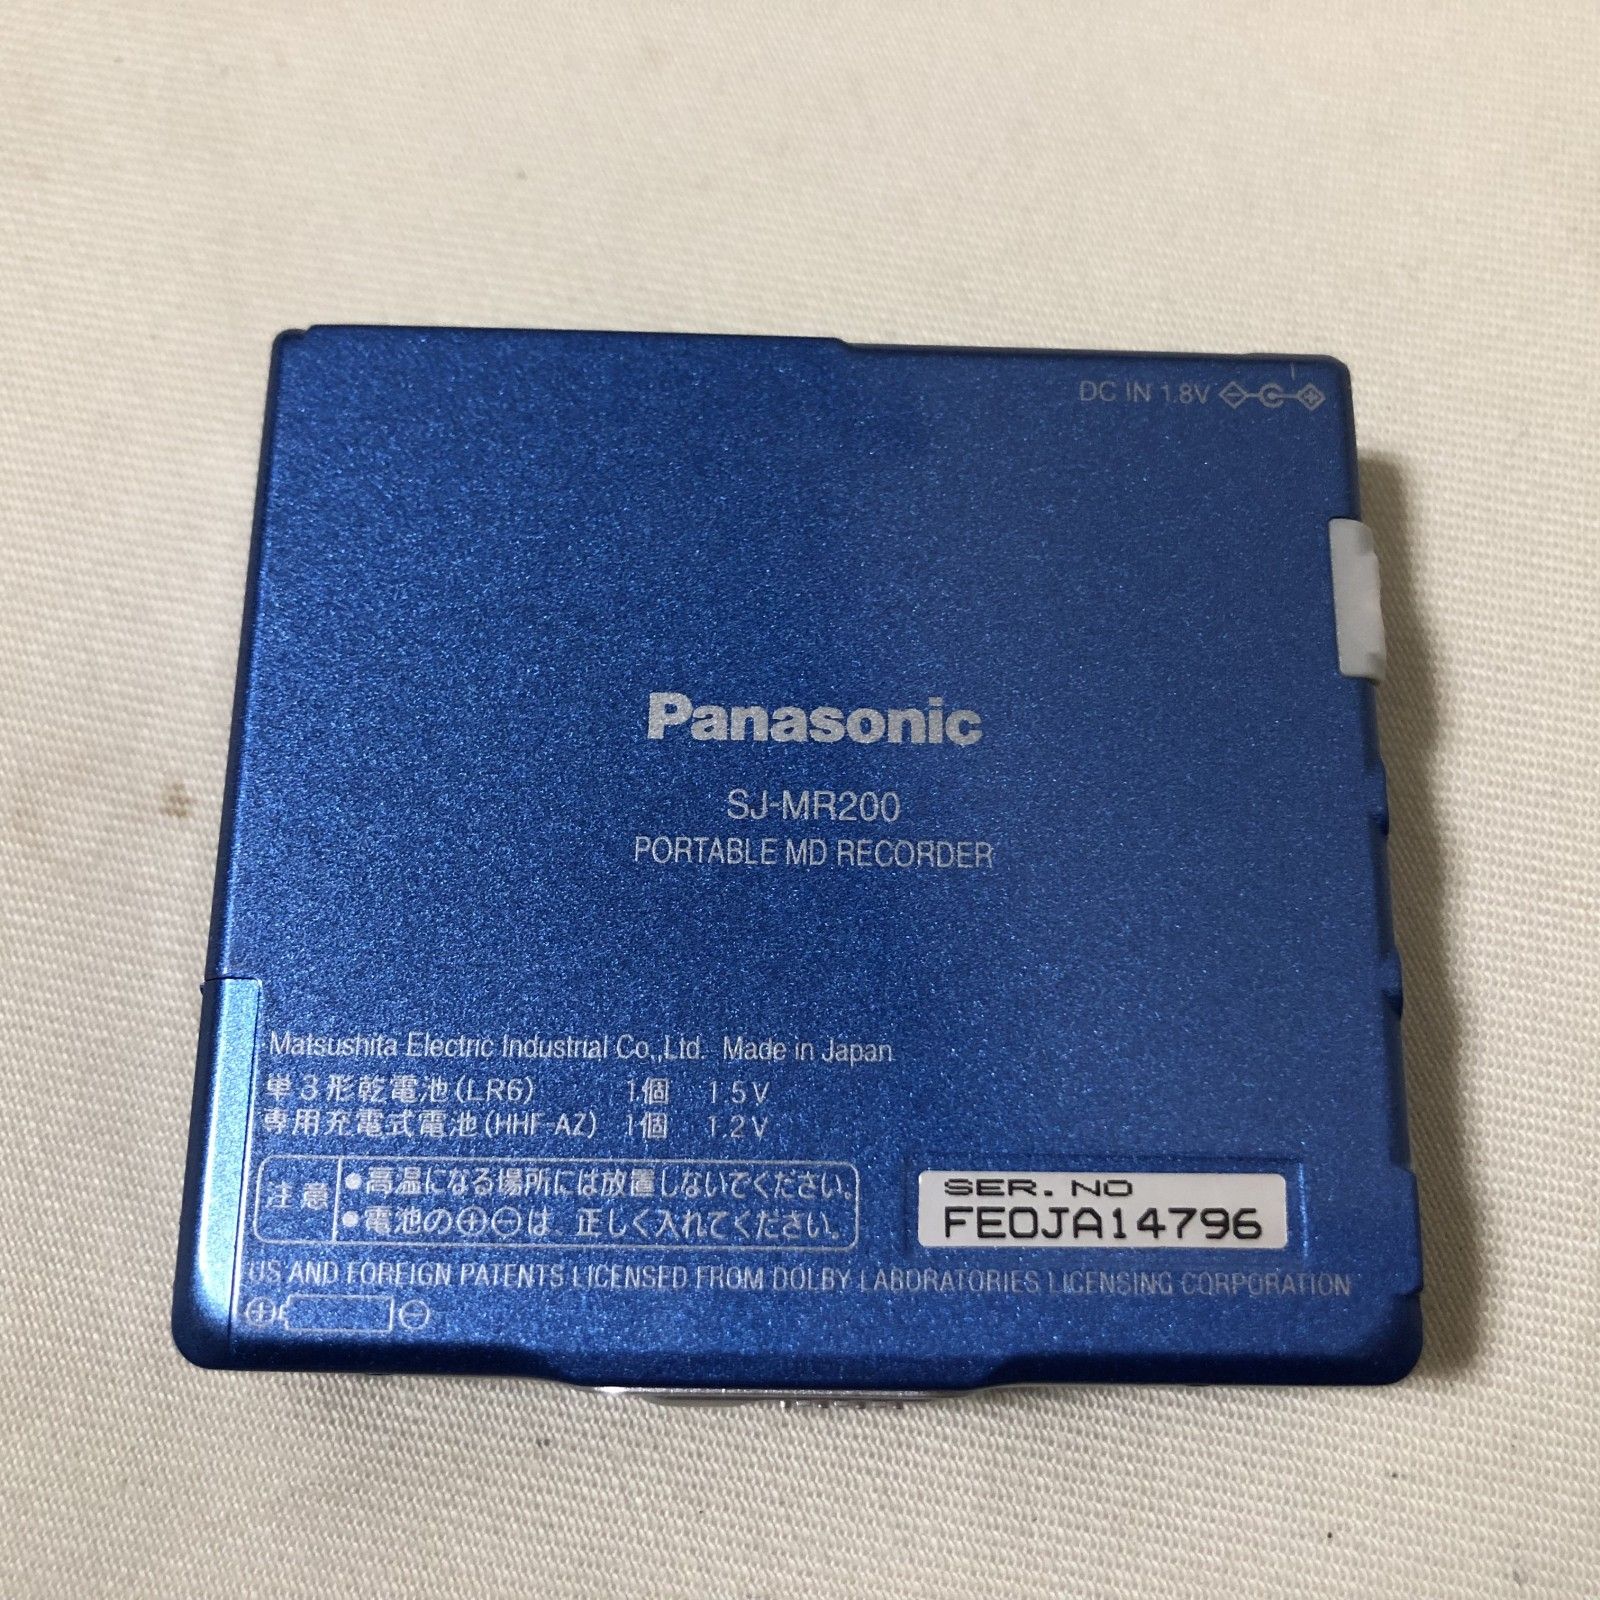 DC IN 1.8V
Panasonic
SJ-MR200
PORTABLE MD RECORDER
Matsushita Electric Industrial Co.,Ltd. Made in Japan
単3形乾電池(LR6) 1個 1.5V
専用充電式電池(HHF-AZ) 1個 1.2V
注意
●高温になる場所には放置しないでください。
●電池の⊕⊖は 正しく入れてください。
SER. NO
FE0JA14796
US AND FOREIGN PATENTS LICENSED FROM DOLBY LABORATORIES LICENSING CORPORATION
⊕ ⊖